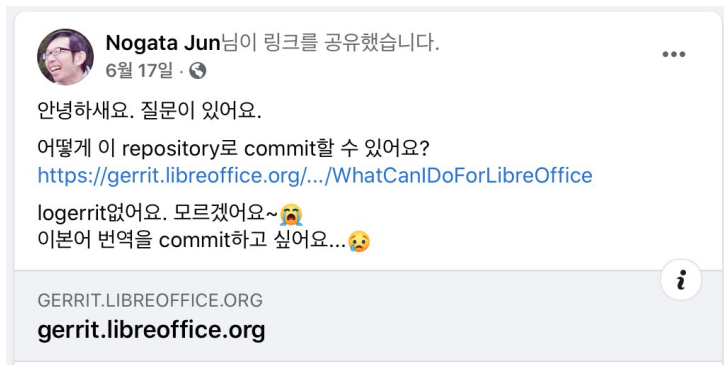 Nogata Jun님이 링크를 공유했습니다.
6월 17일 ·
안녕하새요. 질문이 있어요.
어떻게 이 repository로 commit할 수 있어요?
https://gerrit.libreoffice.org/.../WhatCanIDoForLibreOffice
logerrit없어요. 모르겠어요~😭
이본어 번역을 commit하고 싶어요...😢
GERRIT.LIBREOFFICE.ORG
gerrit.libreoffice.org